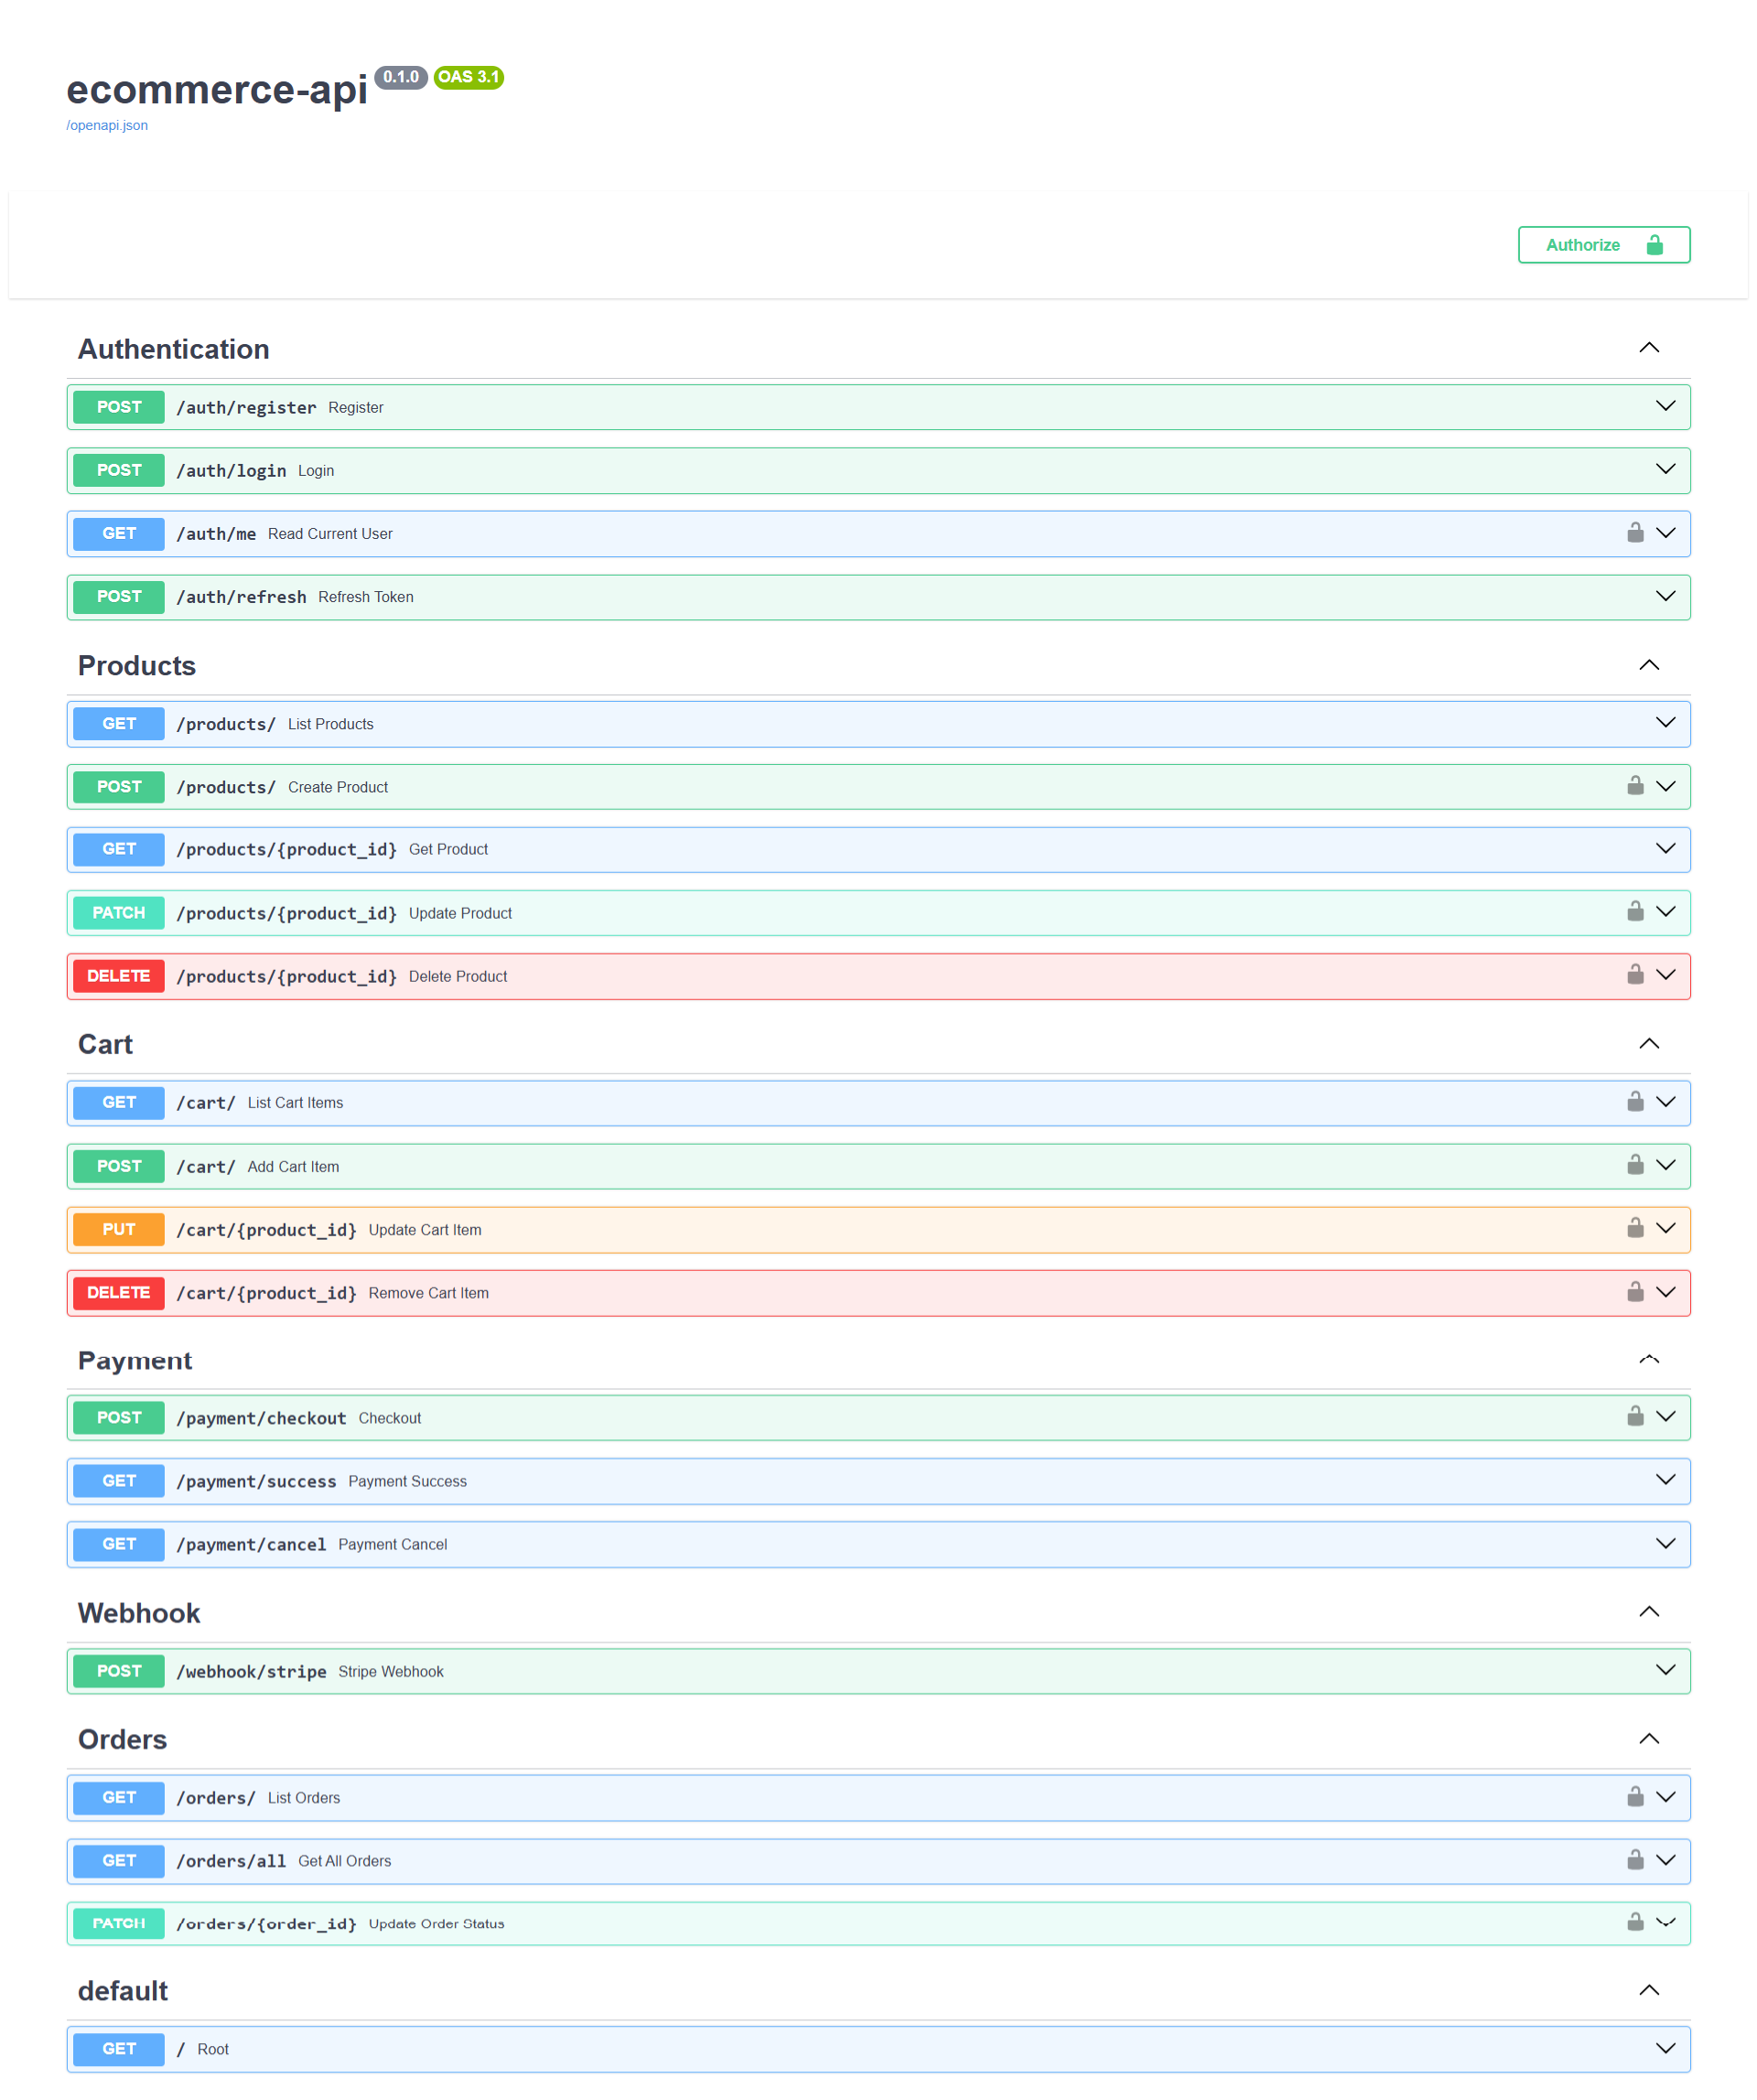 ecommerce-api 0.1.0 OAS 3.1
/openapi.json
Authorize
Authentication
POST /auth/register Register
POST /auth/login Login
GET /auth/me Read Current User
POST /auth/refresh Refresh Token
Products
GET /products/ List Products
POST /products/ Create Product
GET /products/{product_id} Get Product
PATCH /products/{product_id} Update Product
DELETE /products/{product_id} Delete Product
Cart
GET /cart/ List Cart Items
POST /cart/ Add Cart Item
PUT /cart/{product_id} Update Cart Item
DELETE /cart/{product_id} Remove Cart Item
Payment
POST /payment/checkout Checkout
GET /payment/success Payment Success
GET /payment/cancel Payment Cancel
Webhook
POST /webhook/stripe Stripe Webhook
Orders
GET /orders/ List Orders
GET /orders/all Get All Orders
PATCH /orders/{order_id} Update Order Status
default
GET / Root